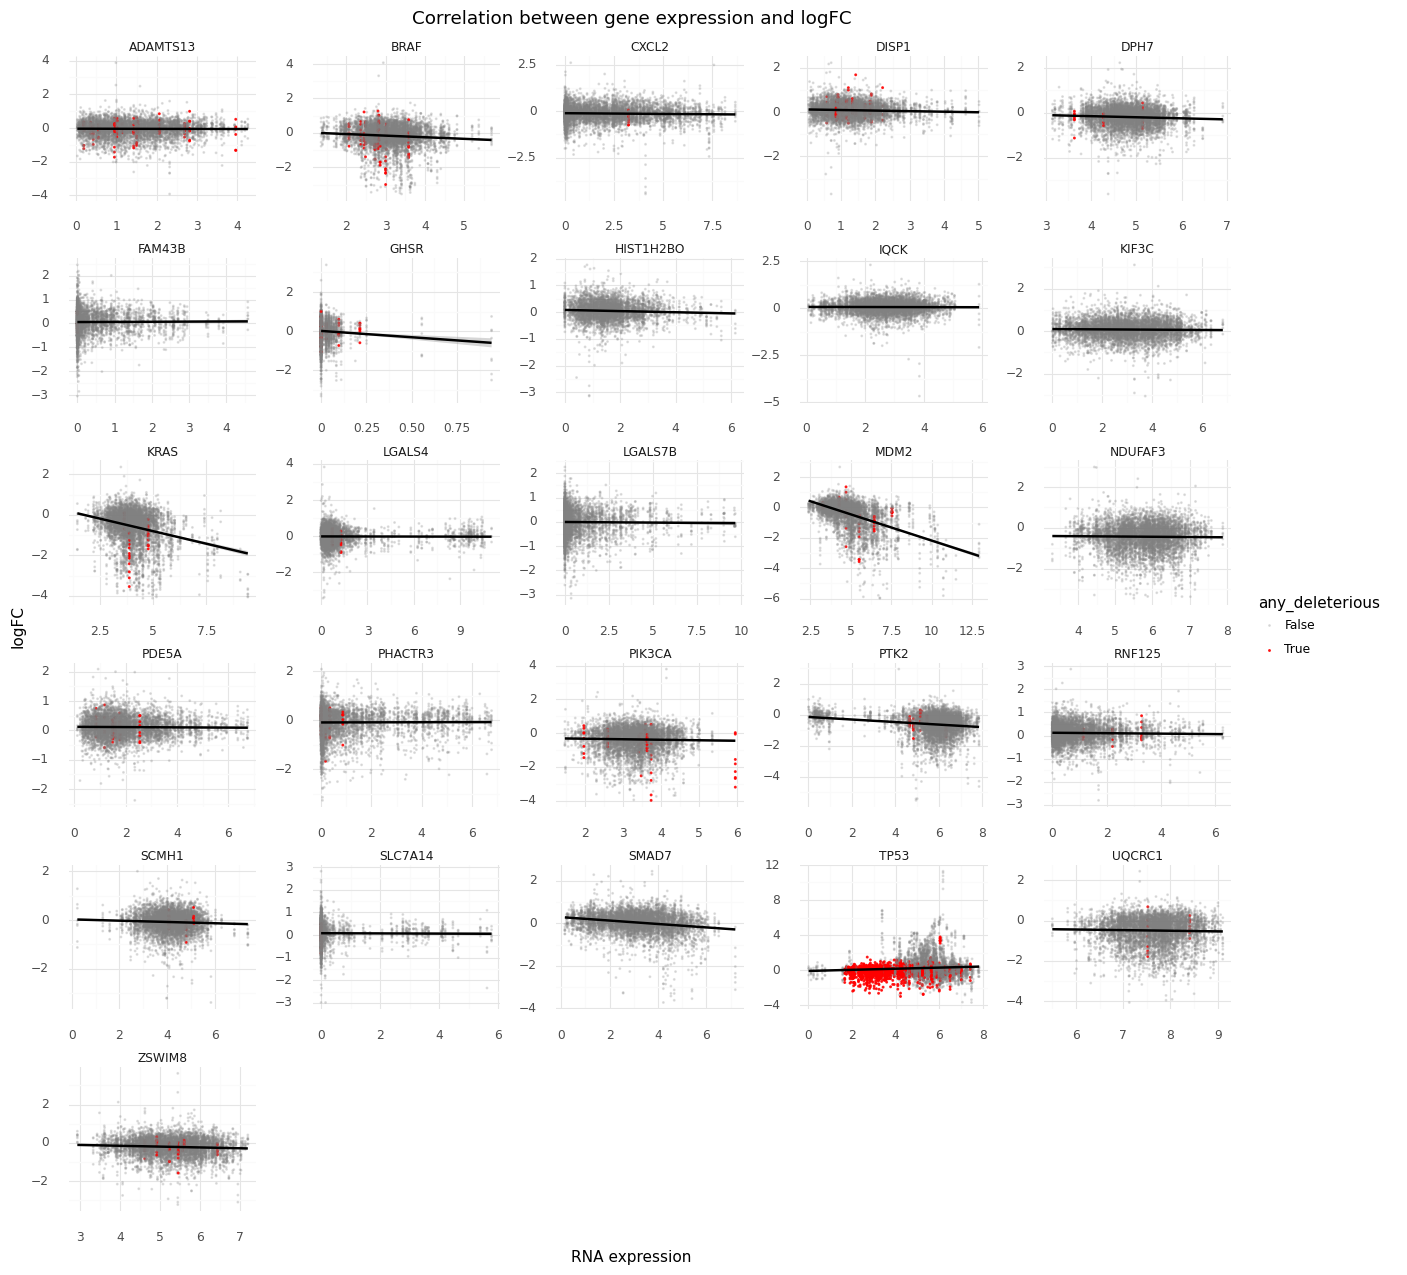 Correlation between gene expression and logFC
ADAMTS13 BRAF CXCL2 DISP1 DPH7
4 2 0 −2 −4
4 2 0 −2
2.5 0 −2.5
2 0 −2
2 0 −2
0 1 2 3 4
2 3 4 5
0 2.5 5 7.5
0 1 2 3 4 5
3 4 5 6 7
FAM43B GHSR HIST1H2BO IQCK KIF3C
2 1 0 −1 −2 −3
2 0 −2
2 1 0 −1 −2 −3
2.5 0 −2.5 −5
2 0 −2
0 1 2 3 4
0 0.25 0.50 0.75
0 2 4 6
0 2 4 6
0 2 4 6
KRAS LGALS4 LGALS7B MDM2 NDUFAF3
2 0 −2 −4
4 2 0 −2
2 1 0 −1 −2 −3
2 0 −2 −4 −6
2 0 −2
2.5 5 7.5
0 3 6 9
0 2.5 5 7.5 10
2.5 5 7.5 10 12.5
4 5 6 7 8
logFC
any_deleterious
False
True
PDE5A PHACTR3 PIK3CA PTK2 RNF125
2 1 0 −1 −2
2 0 −2
4 2 0 −2 −4
2 0 −2 −4
3 2 1 0 −1 −2 −3
0 2 4 6
0 2 4 6
2 3 4 5 6
0 2 4 6 8
0 2 4 6
SCMH1 SLC7A14 SMAD7 TP53 UQCRC1
2 0 −2
3 2 1 0 −1 −2 −3
2 0 −2 −4
12 8 4 0 −4
2 0 −2 −4
0 2 4 6
0 2 4 6
0 2 4 6
0 2 4 6 8
6 7 8 9
ZSWIM8
2 0 −2
3 4 5 6 7
RNA expression